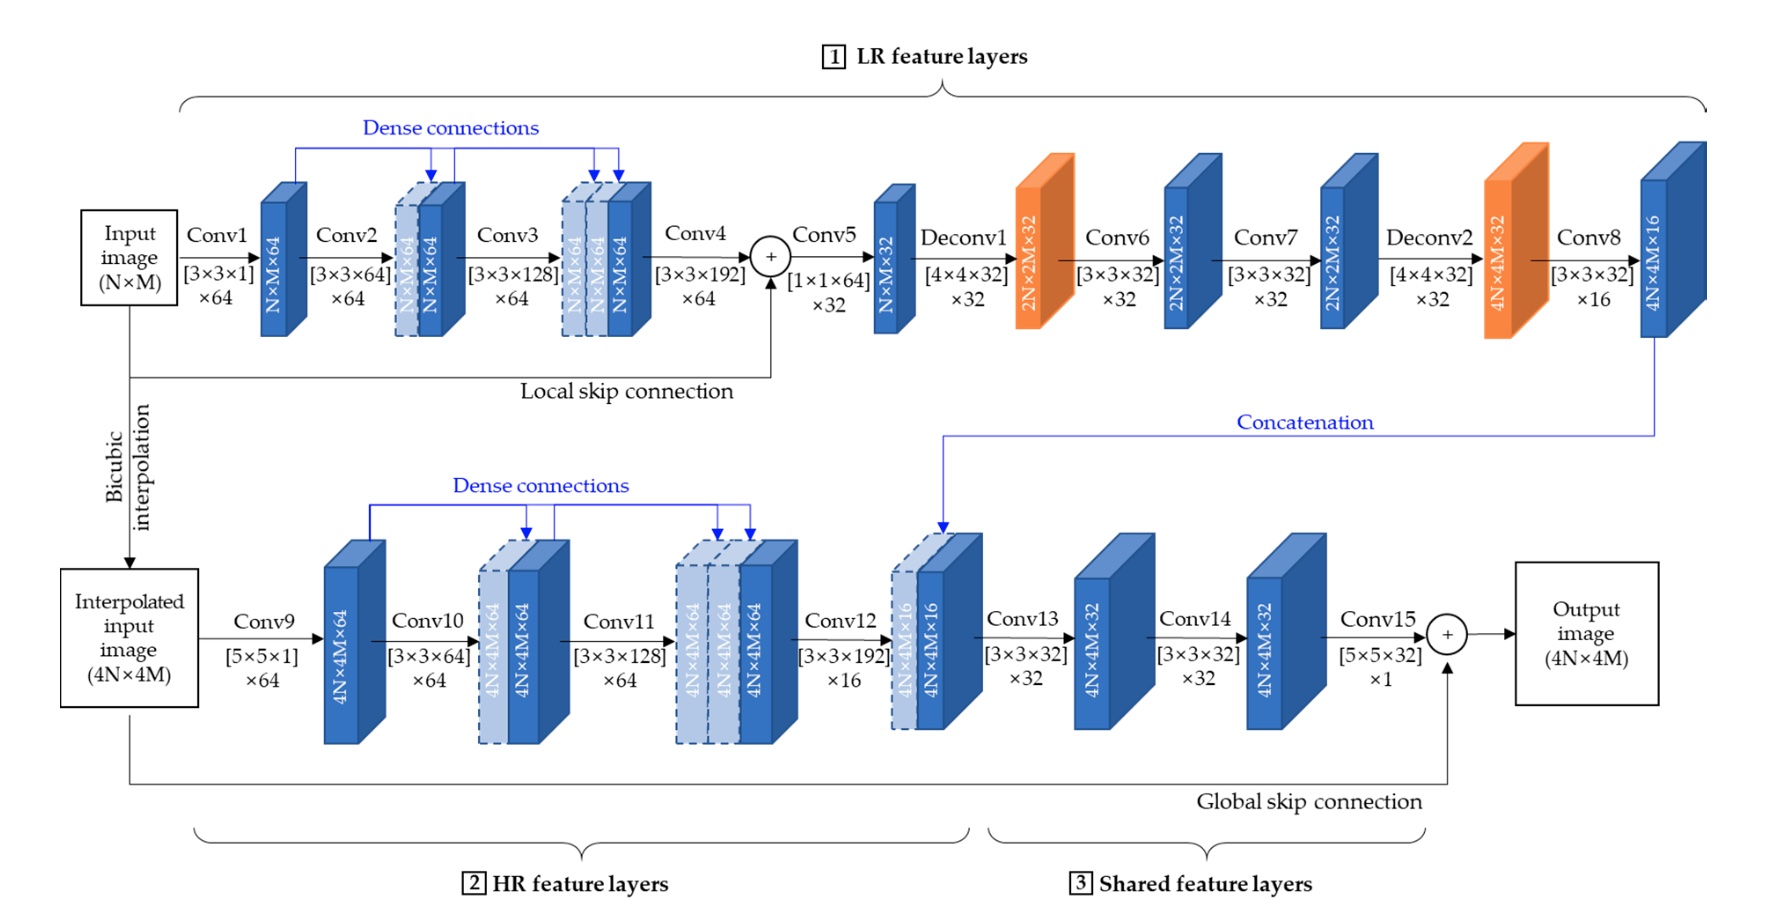 1 LR feature layers
Dense connections
Input
image
(N×M)
Conv1
[3×3×1]
×64
N×M×64
Conv2
[3×3×64]
×64
N×M×64
N×M×64
Conv3
[3×3×128]
×64
N×M×64
N×M×64
N×M×64
Conv4
[3×3×192]
×64
+
Conv5
[1×1×64]
×32
N×M×32
Deconv1
[4×4×32]
×32
2N×2M×32
Conv6
[3×3×32]
×32
2N×2M×32
Conv7
[3×3×32]
×32
2N×2M×32
Deconv2
[4×4×32]
×32
4N×4M×32
Conv8
[3×3×32]
×16
4N×4M×16
Local skip connection
Bicubic
interpolation
Concatenation
Dense connections
Interpolated
input
image
(4N×4M)
Conv9
[5×5×1]
×64
4N×4M×64
Conv10
[3×3×64]
×64
4N×4M×64
4N×4M×64
Conv11
[3×3×128]
×64
4N×4M×64
4N×4M×64
4N×4M×64
Conv12
[3×3×192]
×16
4N×4M×16
4N×4M×16
Conv13
[3×3×32]
×32
4N×4M×32
Conv14
[3×3×32]
×32
4N×4M×32
Conv15
[5×5×32]
×1
+
Output
image
(4N×4M)
Global skip connection
2 HR feature layers
3 Shared feature layers